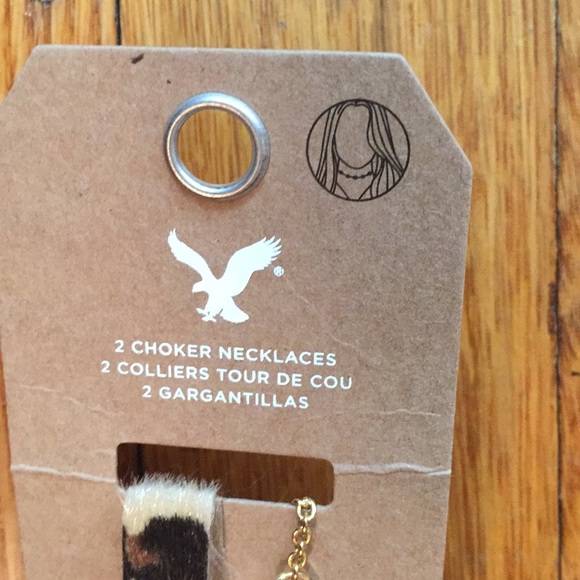 ®
2 CHOKER NECKLACES
2 COLLIERS TOUR DE COU
2 GARGANTILLAS